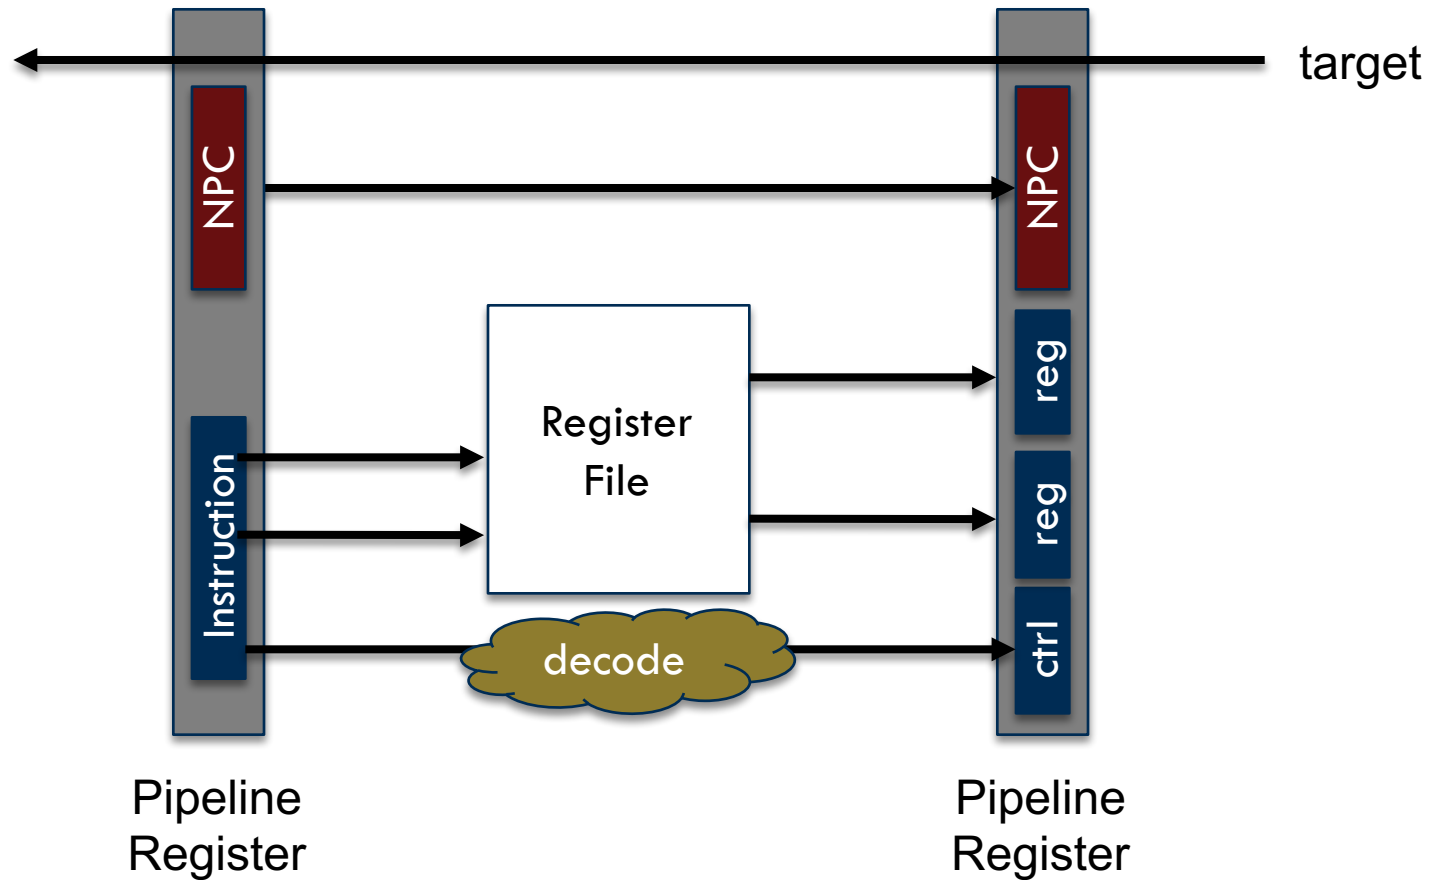 target
NPC
NPC
reg
Register
File
Instruction
reg
decode
ctrl
Pipeline
Register
Pipeline
Register